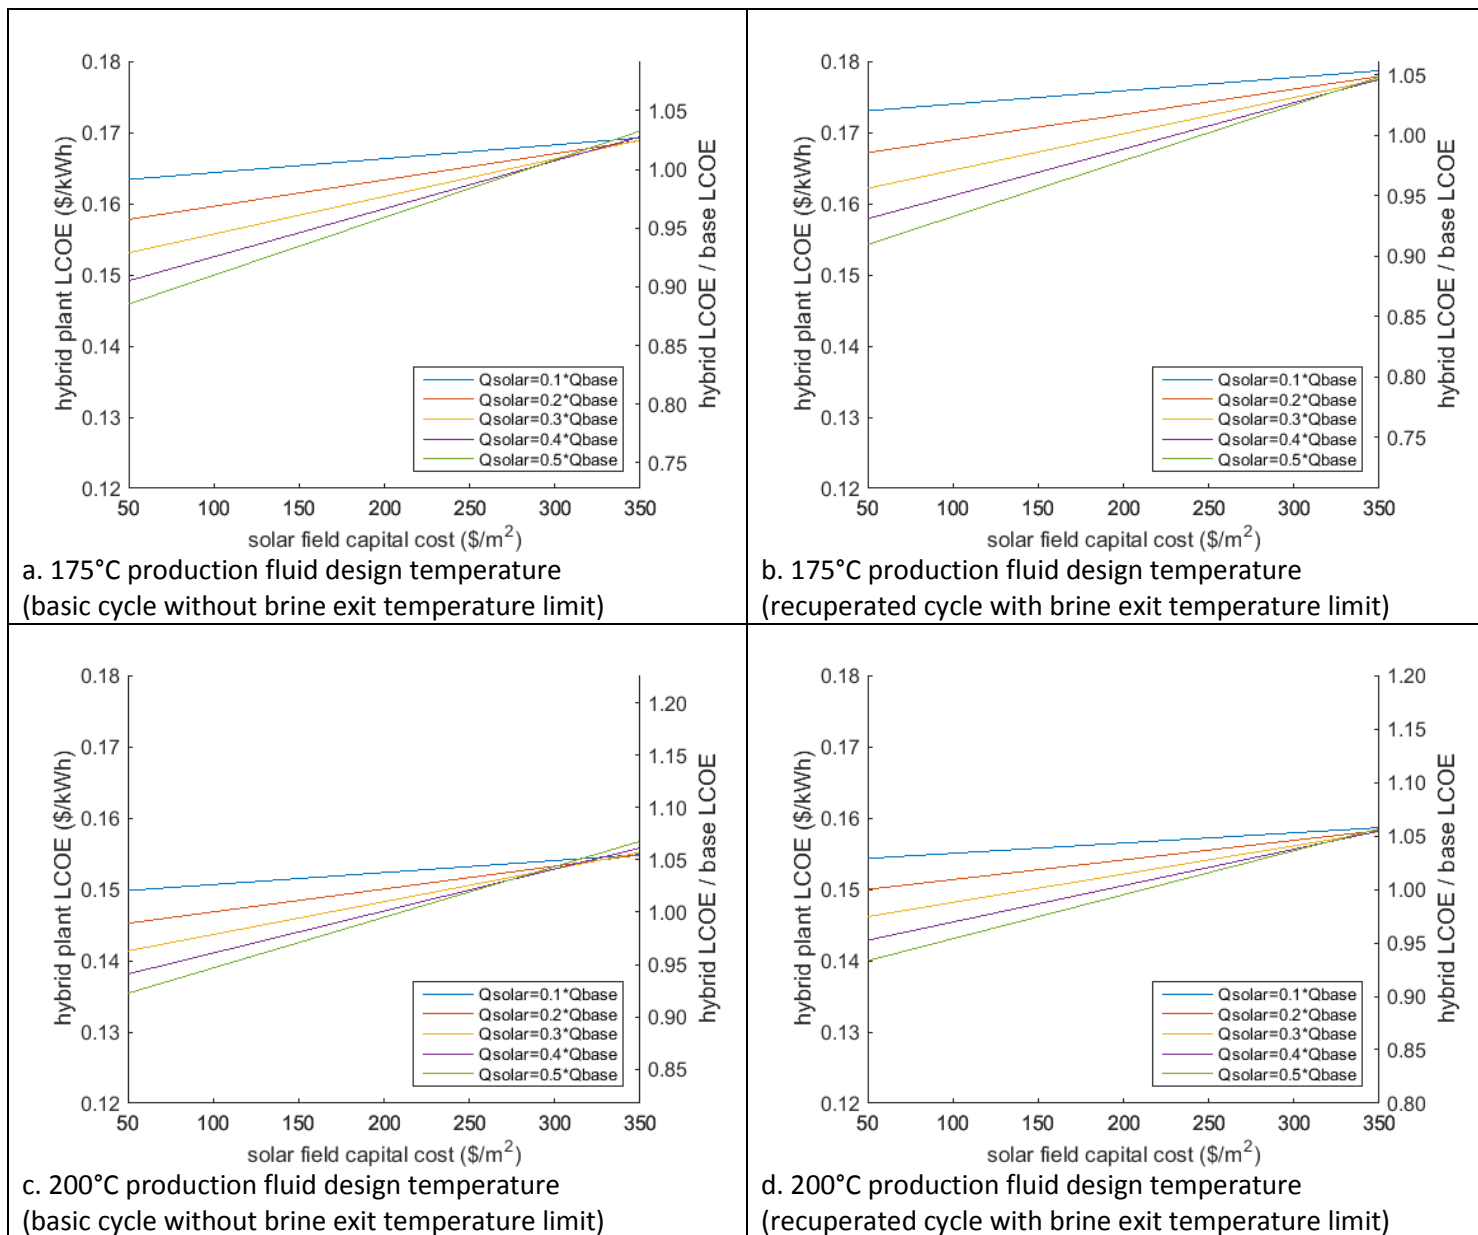 0.18
0.17
0.16
0.15
0.14
0.13
0.12
hybrid plant LCOE ($/kWh)
1.05
1.00
0.95
0.90
0.85
0.80
0.75
hybrid LCOE / base LCOE
Qsolar=0.1*Qbase
Qsolar=0.2*Qbase
Qsolar=0.3*Qbase
Qsolar=0.4*Qbase
Qsolar=0.5*Qbase
50 100 150 200 250 300 350
solar field capital cost ($/m²)
a. 175°C production fluid design temperature
(basic cycle without brine exit temperature limit)
0.18
0.17
0.16
0.15
0.14
0.13
0.12
hybrid plant LCOE ($/kWh)
1.05
1.00
0.95
0.90
0.85
0.80
0.75
hybrid LCOE / base LCOE
Qsolar=0.1*Qbase
Qsolar=0.2*Qbase
Qsolar=0.3*Qbase
Qsolar=0.4*Qbase
Qsolar=0.5*Qbase
50 100 150 200 250 300 350
solar field capital cost ($/m²)
b. 175°C production fluid design temperature
(recuperated cycle with brine exit temperature limit)
0.18
0.17
0.16
0.15
0.14
0.13
0.12
hybrid plant LCOE ($/kWh)
1.20
1.15
1.10
1.05
1.00
0.95
0.90
0.85
hybrid LCOE / base LCOE
Qsolar=0.1*Qbase
Qsolar=0.2*Qbase
Qsolar=0.3*Qbase
Qsolar=0.4*Qbase
Qsolar=0.5*Qbase
50 100 150 200 250 300 350
solar field capital cost ($/m²)
c. 200°C production fluid design temperature
(basic cycle without brine exit temperature limit)
0.18
0.17
0.16
0.15
0.14
0.13
0.12
hybrid plant LCOE ($/kWh)
1.20
1.15
1.10
1.05
1.00
0.95
0.90
0.85
0.80
hybrid LCOE / base LCOE
Qsolar=0.1*Qbase
Qsolar=0.2*Qbase
Qsolar=0.3*Qbase
Qsolar=0.4*Qbase
Qsolar=0.5*Qbase
50 100 150 200 250 300 350
solar field capital cost ($/m²)
d. 200°C production fluid design temperature
(recuperated cycle with brine exit temperature limit)